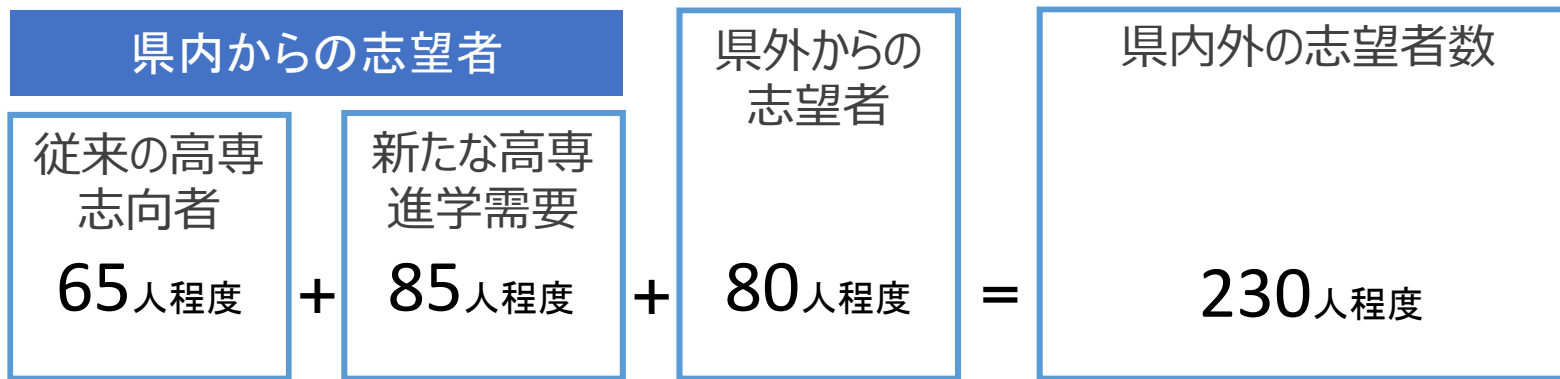 県内からの志望者
従来の高専
志向者
65人程度
+
新たな高専
進学需要
85人程度
+
県外からの
志望者
80人程度
=
県内外の志望者数
230人程度